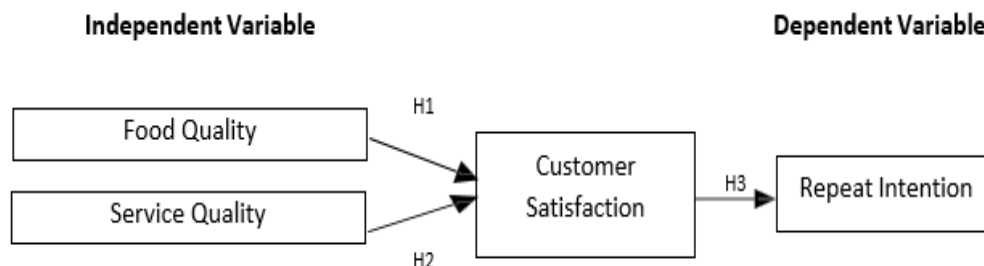 Independent Variable
Dependent Variable
H1
Food Quality
Customer
Satisfaction
H3
Repeat Intention
Service Quality
H2